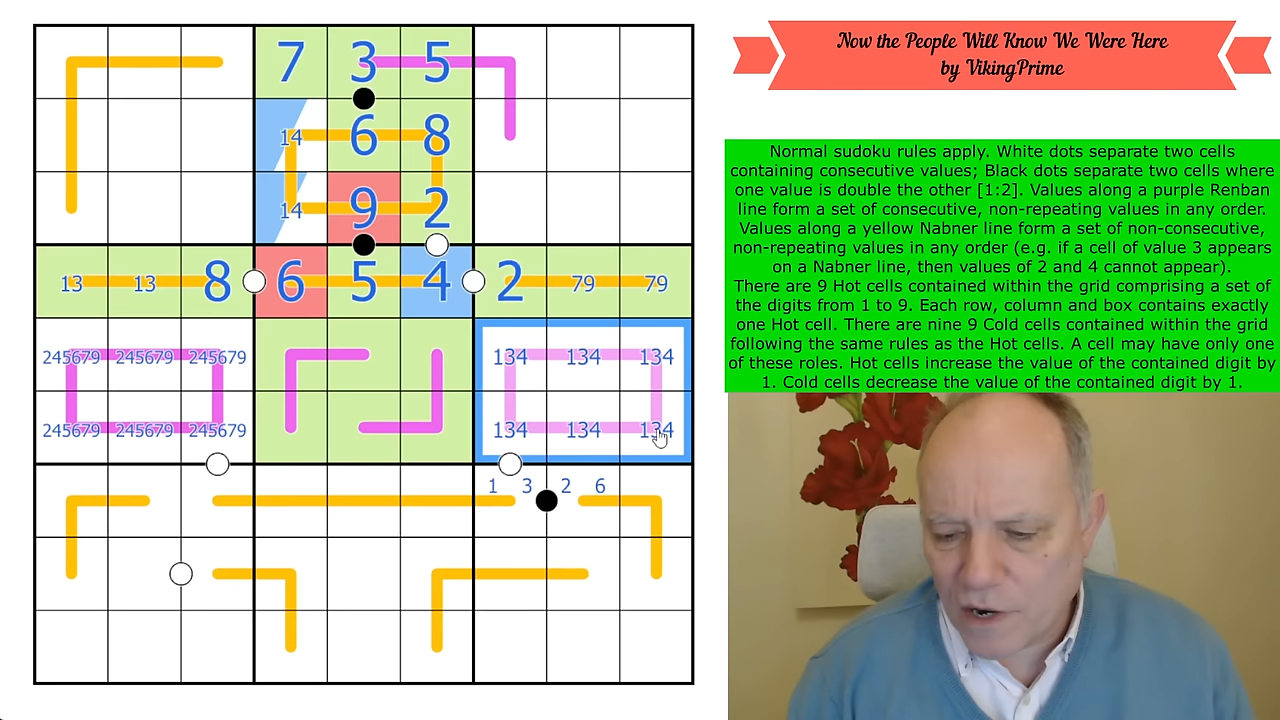 Now the People Will Know We Were Here
by VikingPrime
Normal sudoku rules apply. White dots separate two cells
containing consecutive values; Black dots separate two cells where
one value is double the other [1:2]. Values along a purple Renban
line form a set of consecutive, non-repeating values in any order.
Values along a yellow Nabner line form a set of non-consecutive,
non-repeating values in any order (e.g. if a cell of value 3 appears
on a Nabner line, then values of 2 and 4 cannot appear).
There are 9 Hot cells contained within the grid comprising a set of
the digits from 1 to 9. Each row, column and box contains exactly
one Hot cell. There are nine 9 Cold cells contained within the grid
following the same rules as the Hot cells. A cell may have only one
of these roles. Hot cells increase the value of the contained digit by
1. Cold cells decrease the value of the contained digit by 1.
7 3 5
14 6 8
14 9 2
13 13 8 6 5 4 2 79 79
245679 245679 245679 134 134 134
245679 245679 245679 134 134 134
1 3 2 6